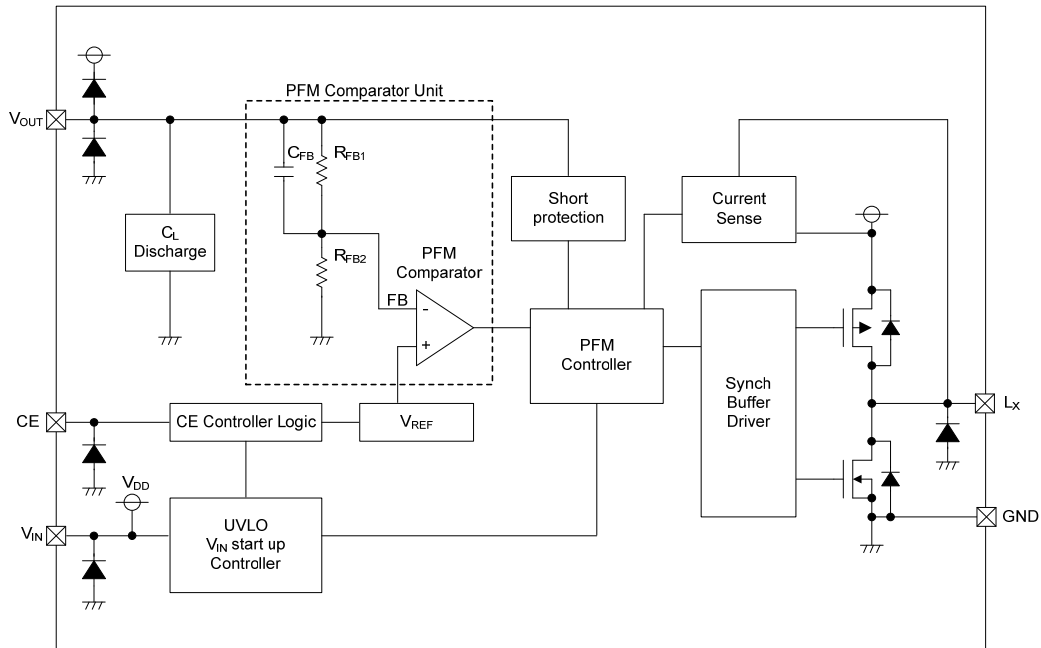 PFM Comparator Unit
VOUT
CFB
RFB1
Short
protection
Current
Sense
CL
Discharge
RFB2
PFM
Comparator
FB
-
+
PFM
Controller
Synch
Buffer
Driver
LX
CE
CE Controller Logic
VREF
VDD
VIN
UVLO
VIN start up
Controller
GND